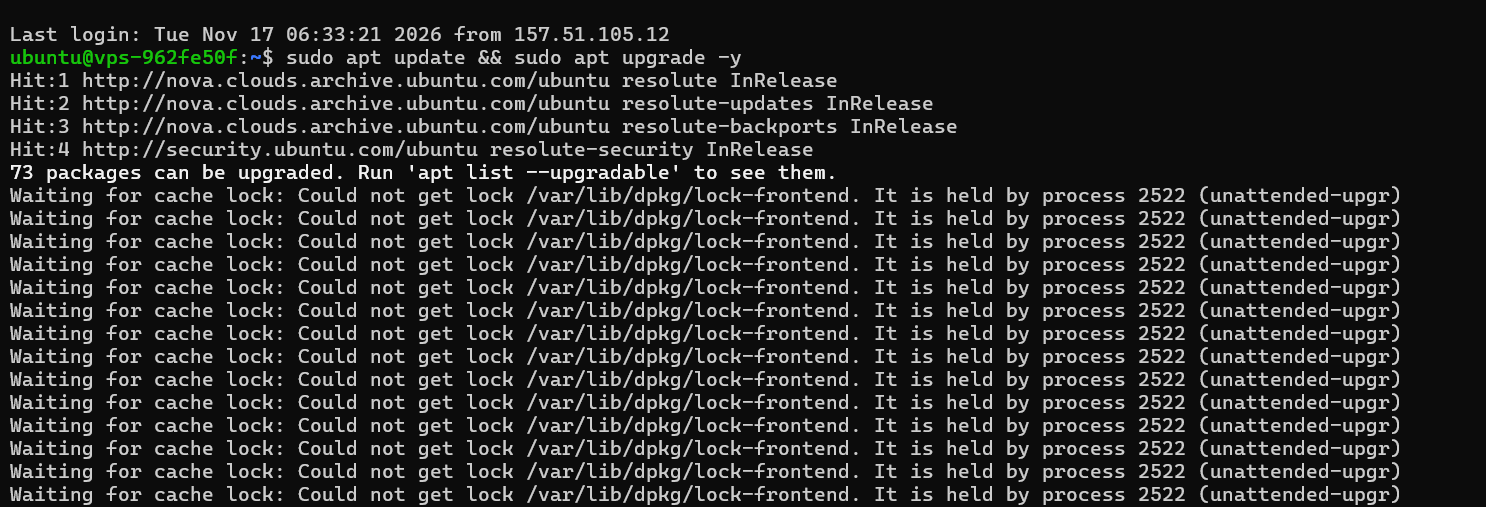 Last login: Tue Nov 17 06:33:21 2026 from 157.51.105.12
ubuntu@vps-962fe50f:~$ sudo apt update && sudo apt upgrade -y
Hit:1 http://nova.clouds.archive.ubuntu.com/ubuntu resolute InRelease
Hit:2 http://nova.clouds.archive.ubuntu.com/ubuntu resolute-updates InRelease
Hit:3 http://nova.clouds.archive.ubuntu.com/ubuntu resolute-backports InRelease
Hit:4 http://security.ubuntu.com/ubuntu resolute-security InRelease
73 packages can be upgraded. Run 'apt list --upgradable' to see them.
Waiting for cache lock: Could not get lock /var/lib/dpkg/lock-frontend. It is held by process 2522 (unattended-upgr)
Waiting for cache lock: Could not get lock /var/lib/dpkg/lock-frontend. It is held by process 2522 (unattended-upgr)
Waiting for cache lock: Could not get lock /var/lib/dpkg/lock-frontend. It is held by process 2522 (unattended-upgr)
Waiting for cache lock: Could not get lock /var/lib/dpkg/lock-frontend. It is held by process 2522 (unattended-upgr)
Waiting for cache lock: Could not get lock /var/lib/dpkg/lock-frontend. It is held by process 2522 (unattended-upgr)
Waiting for cache lock: Could not get lock /var/lib/dpkg/lock-frontend. It is held by process 2522 (unattended-upgr)
Waiting for cache lock: Could not get lock /var/lib/dpkg/lock-frontend. It is held by process 2522 (unattended-upgr)
Waiting for cache lock: Could not get lock /var/lib/dpkg/lock-frontend. It is held by process 2522 (unattended-upgr)
Waiting for cache lock: Could not get lock /var/lib/dpkg/lock-frontend. It is held by process 2522 (unattended-upgr)
Waiting for cache lock: Could not get lock /var/lib/dpkg/lock-frontend. It is held by process 2522 (unattended-upgr)
Waiting for cache lock: Could not get lock /var/lib/dpkg/lock-frontend. It is held by process 2522 (unattended-upgr)
Waiting for cache lock: Could not get lock /var/lib/dpkg/lock-frontend. It is held by process 2522 (unattended-upgr)
Waiting for cache lock: Could not get lock /var/lib/dpkg/lock-frontend. It is held by process 2522 (unattended-upgr)
Waiting for cache lock: Could not get lock /var/lib/dpkg/lock-frontend. It is held by process 2522 (unattended-upgr)